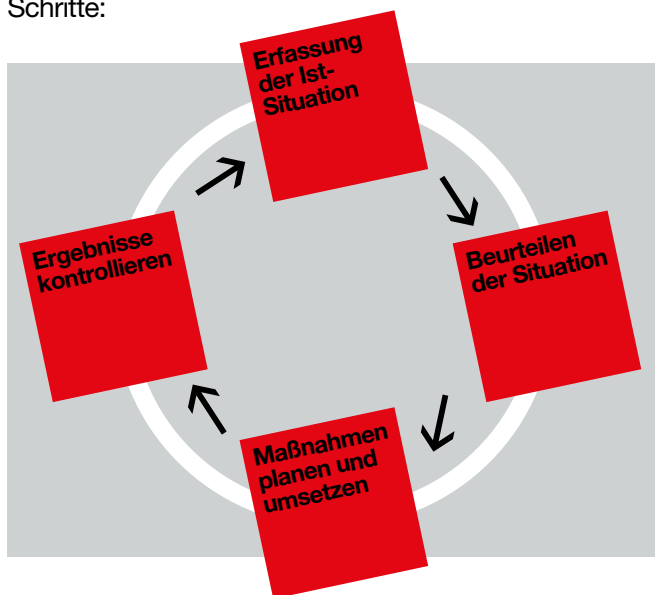 Schritte:
Erfassung
der Ist-
Situation
Beurteilen
der Situation
Maßnahmen
planen und
umsetzen
Ergebnisse
kontrollieren